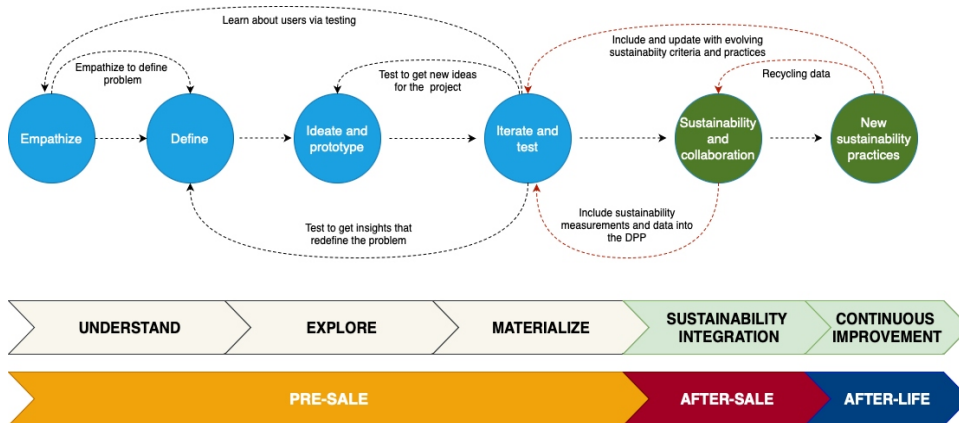 Learn about users via testing
Include and update with evolving
sustainability criteria and practices
Empathize to define
problem
Test to get new ideas
for the project
Recycling data
Empathize
Define
Ideate and
prototype
Iterate and
test
Sustainability
and
collaboration
New
sustainability
practices
Test to get insights that
redefine the problem
Include sustainability
measurements and data into
the DPP
UNDERSTAND
EXPLORE
MATERIALIZE
SUSTAINABILITY
INTEGRATION
CONTINUOUS
IMPROVEMENT
PRE-SALE
AFTER-SALE
AFTER-LIFE